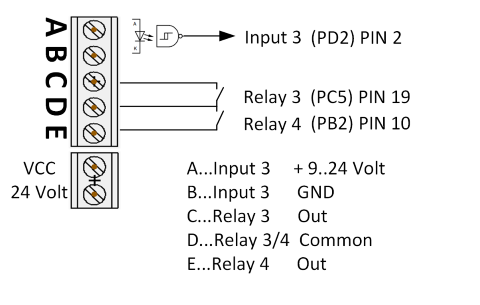 A
B
C
D
E
A
K
Input 3 (PD2) PIN 2
Relay 3 (PC5) PIN 19
Relay 4 (PB2) PIN 10
VCC
24 Volt
+
A...Input 3 + 9..24 Volt
B...Input 3 GND
C...Relay 3 Out
D...Relay 3/4 Common
E...Relay 4 Out